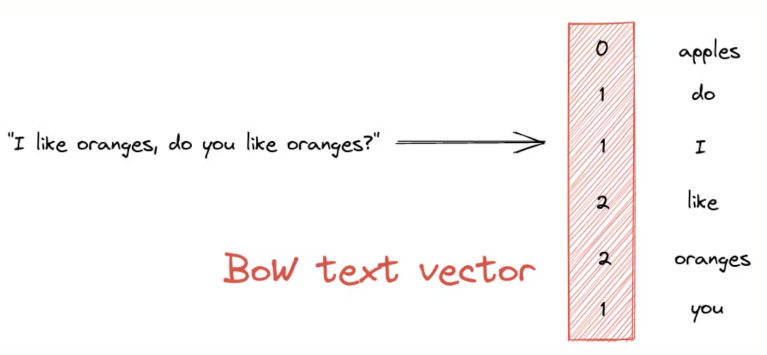 0 apples
1 do
"I like oranges, do you like oranges?"
1 I
2 like
BoW text vector
2 oranges
1 you